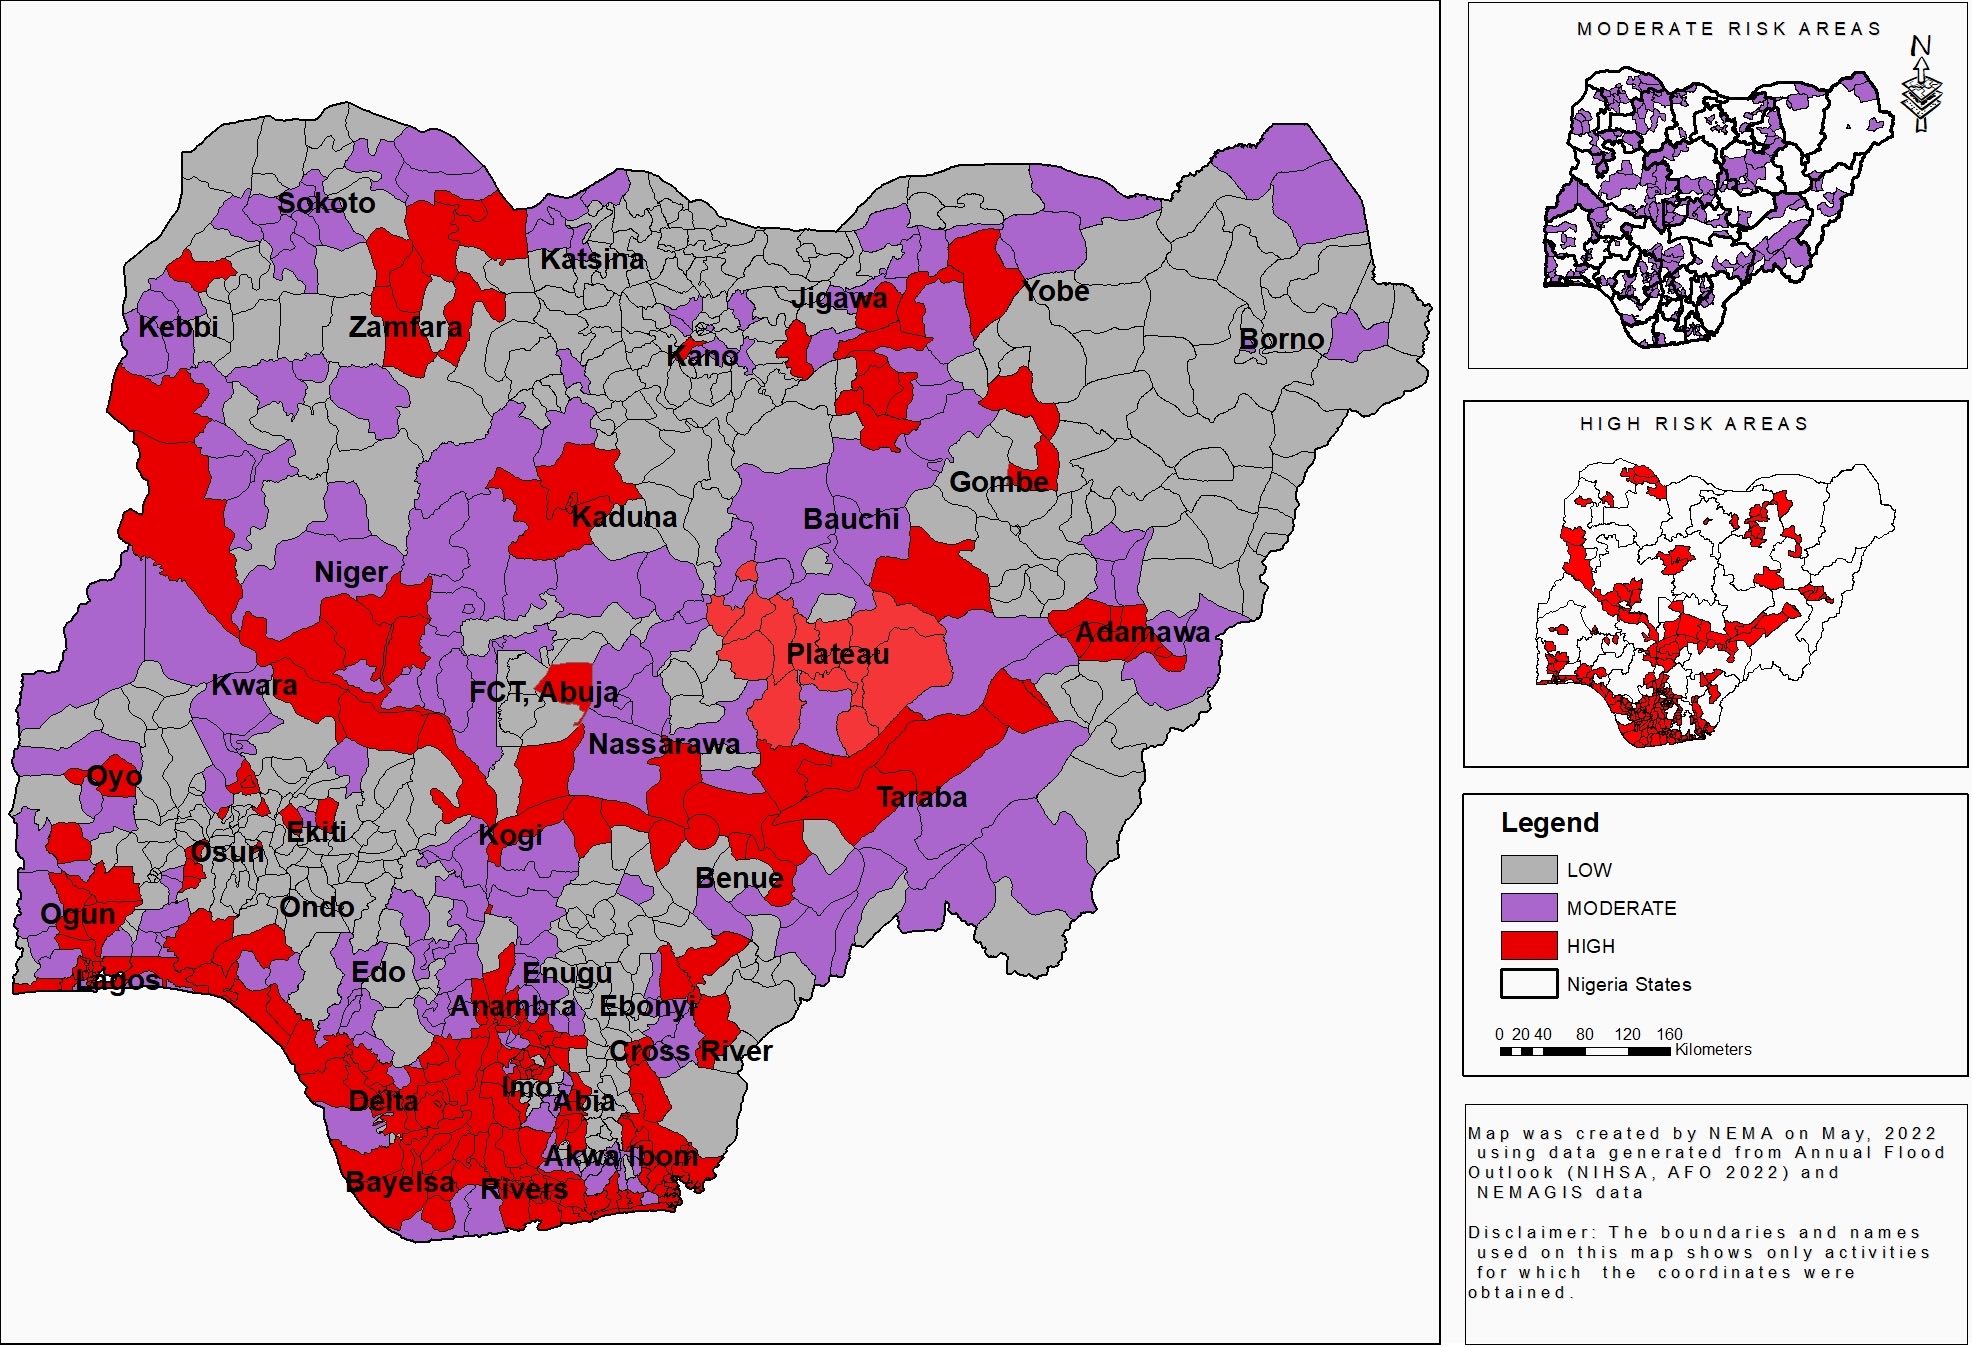 Sokoto
Katsina
Jigawa
Yobe
Kebbi
Zamfara
Kano
Borno
Gombe
Kaduna
Bauchi
Niger
Adamawa
Plateau
Kwara
FCT, Abuja
Nassarawa
Oyo
Taraba
Ekiti
Kogi
Osun
Benue
Ogun
Ondo
Lagos
Edo
Enugu
Anambra
Ebonyi
Cross River
Imo
Delta
Abia
Akwa Ibom
Bayelsa
Rivers
MODERATE RISK AREAS
N
HIGH RISK AREAS
Legend
LOW
MODERATE
HIGH
Nigeria States
0 20 40 80 120 160
Kilometers
Map was created by NEMA on May, 2022
using data generated from Annual Flood
Outlook (NIHSA, AFO 2022) and
NEMAGIS data
Disclaimer: The boundaries and names
used on this map shows only activities
for which the coordinates were
obtained.